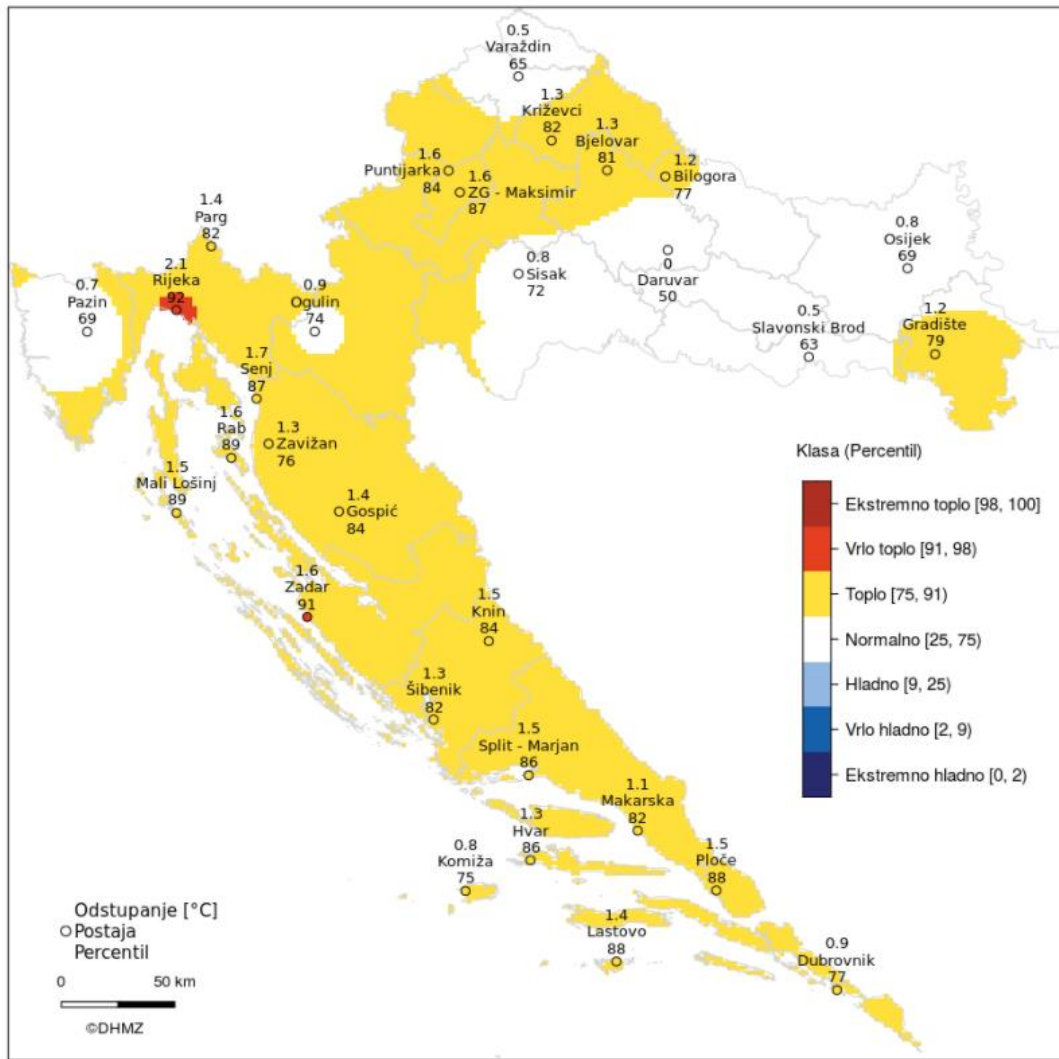 0.5
Varaždin
65
1.3
Križevci
82
1.3
Bjelovar
81
1.6
Puntijarka
84
1.6
ZG - Maksimir
87
1.2
Bilogora
77
1.4
Parg
82
0.8
Osijek
69
0.8
Sisak
72
0
Daruvar
50
2.1
Rijeka
92
0.7
Pazin
69
0.9
Ogulin
74
0.5
Slavonski Brod
63
1.2
Gradište
79
1.7
Senj
87
1.6
Rab
89
1.3
Zavižan
76
1.5
Mali Lošinj
89
1.4
Gospić
84
1.6
Zadar
91
1.5
Knin
84
1.3
Šibenik
82
1.5
Split - Marjan
86
1.1
Makarska
82
1.3
Hvar
86
0.8
Komiža
75
1.5
Ploče
88
1.4
Lastovo
88
0.9
Dubrovnik
77
Klasa (Percentil)
Ekstremno toplo [98, 100]
Vrlo toplo [91, 98)
Toplo [75, 91)
Normalno [25, 75)
Hladno [9, 25)
Vrlo hladno [2, 9)
Ekstremno hladno [0, 2)
Odstupanje [°C]
Postaja
Percentil
0 50 km
©DHMZ